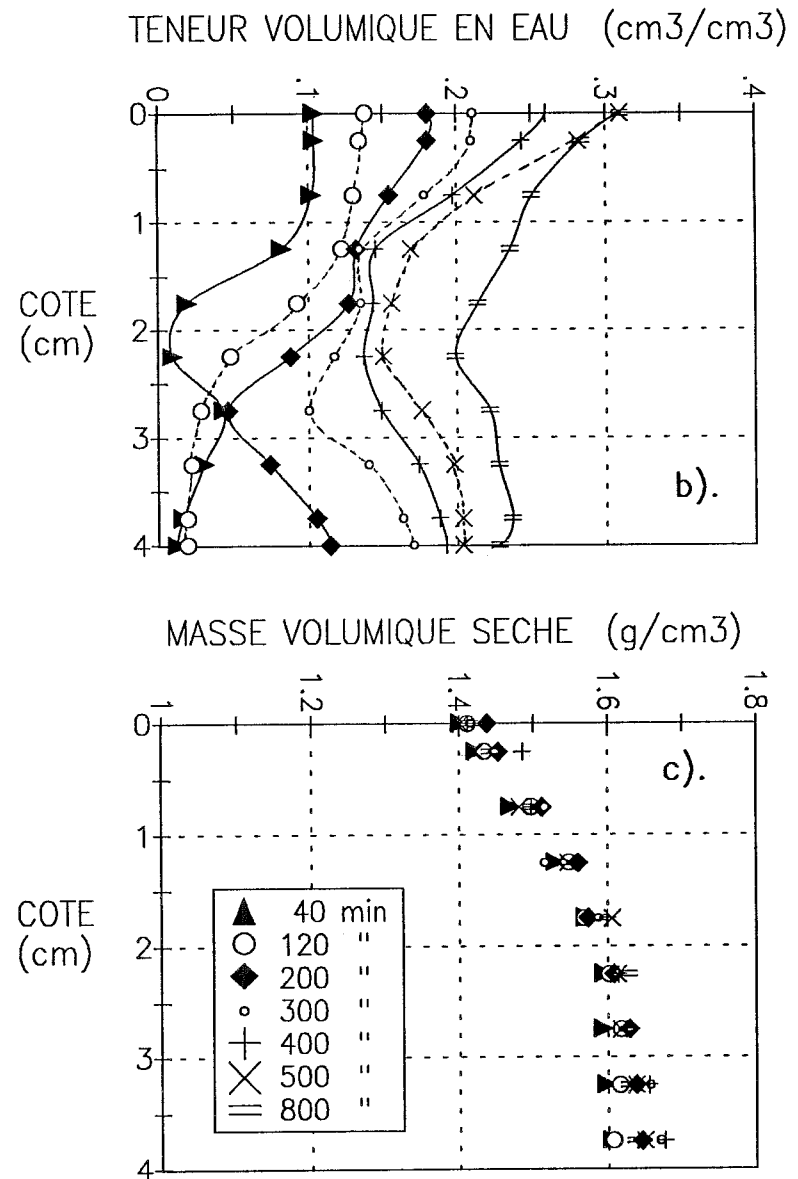 TENEUR VOLUMIQUE EN EAU (cm3/cm3)
0 .1 .2 .3 .4
0
1
COTE
(cm)
2
3
4
b).
MASSE VOLUMIQUE SECHE (g/cm3)
1 1.2 1.4 1.6 1.8
0
c).
1
COTE
(cm)
2
3
4
40 min
120 "
200 "
300 "
400 "
500 "
800 "